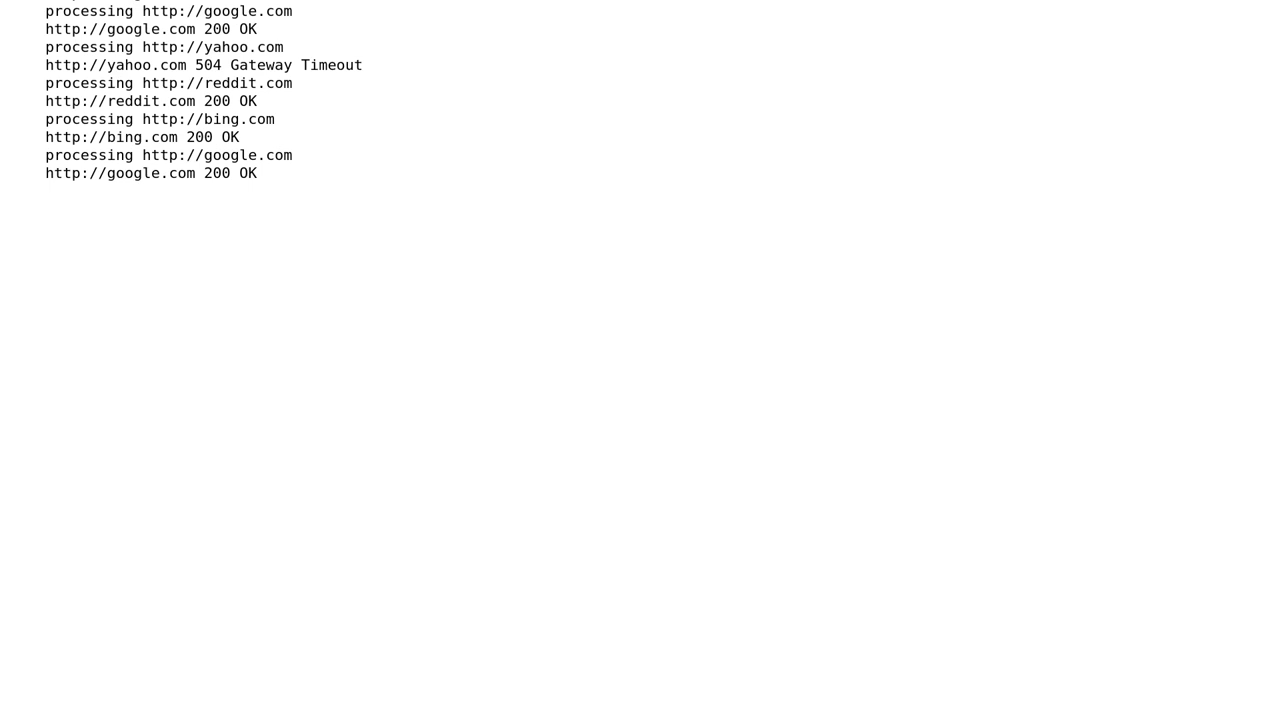 processing http://google.com
http://google.com 200 OK
processing http://yahoo.com
http://yahoo.com 504 Gateway Timeout
processing http://reddit.com
http://reddit.com 200 OK
processing http://bing.com
http://bing.com 200 OK
processing http://google.com
http://google.com 200 OK